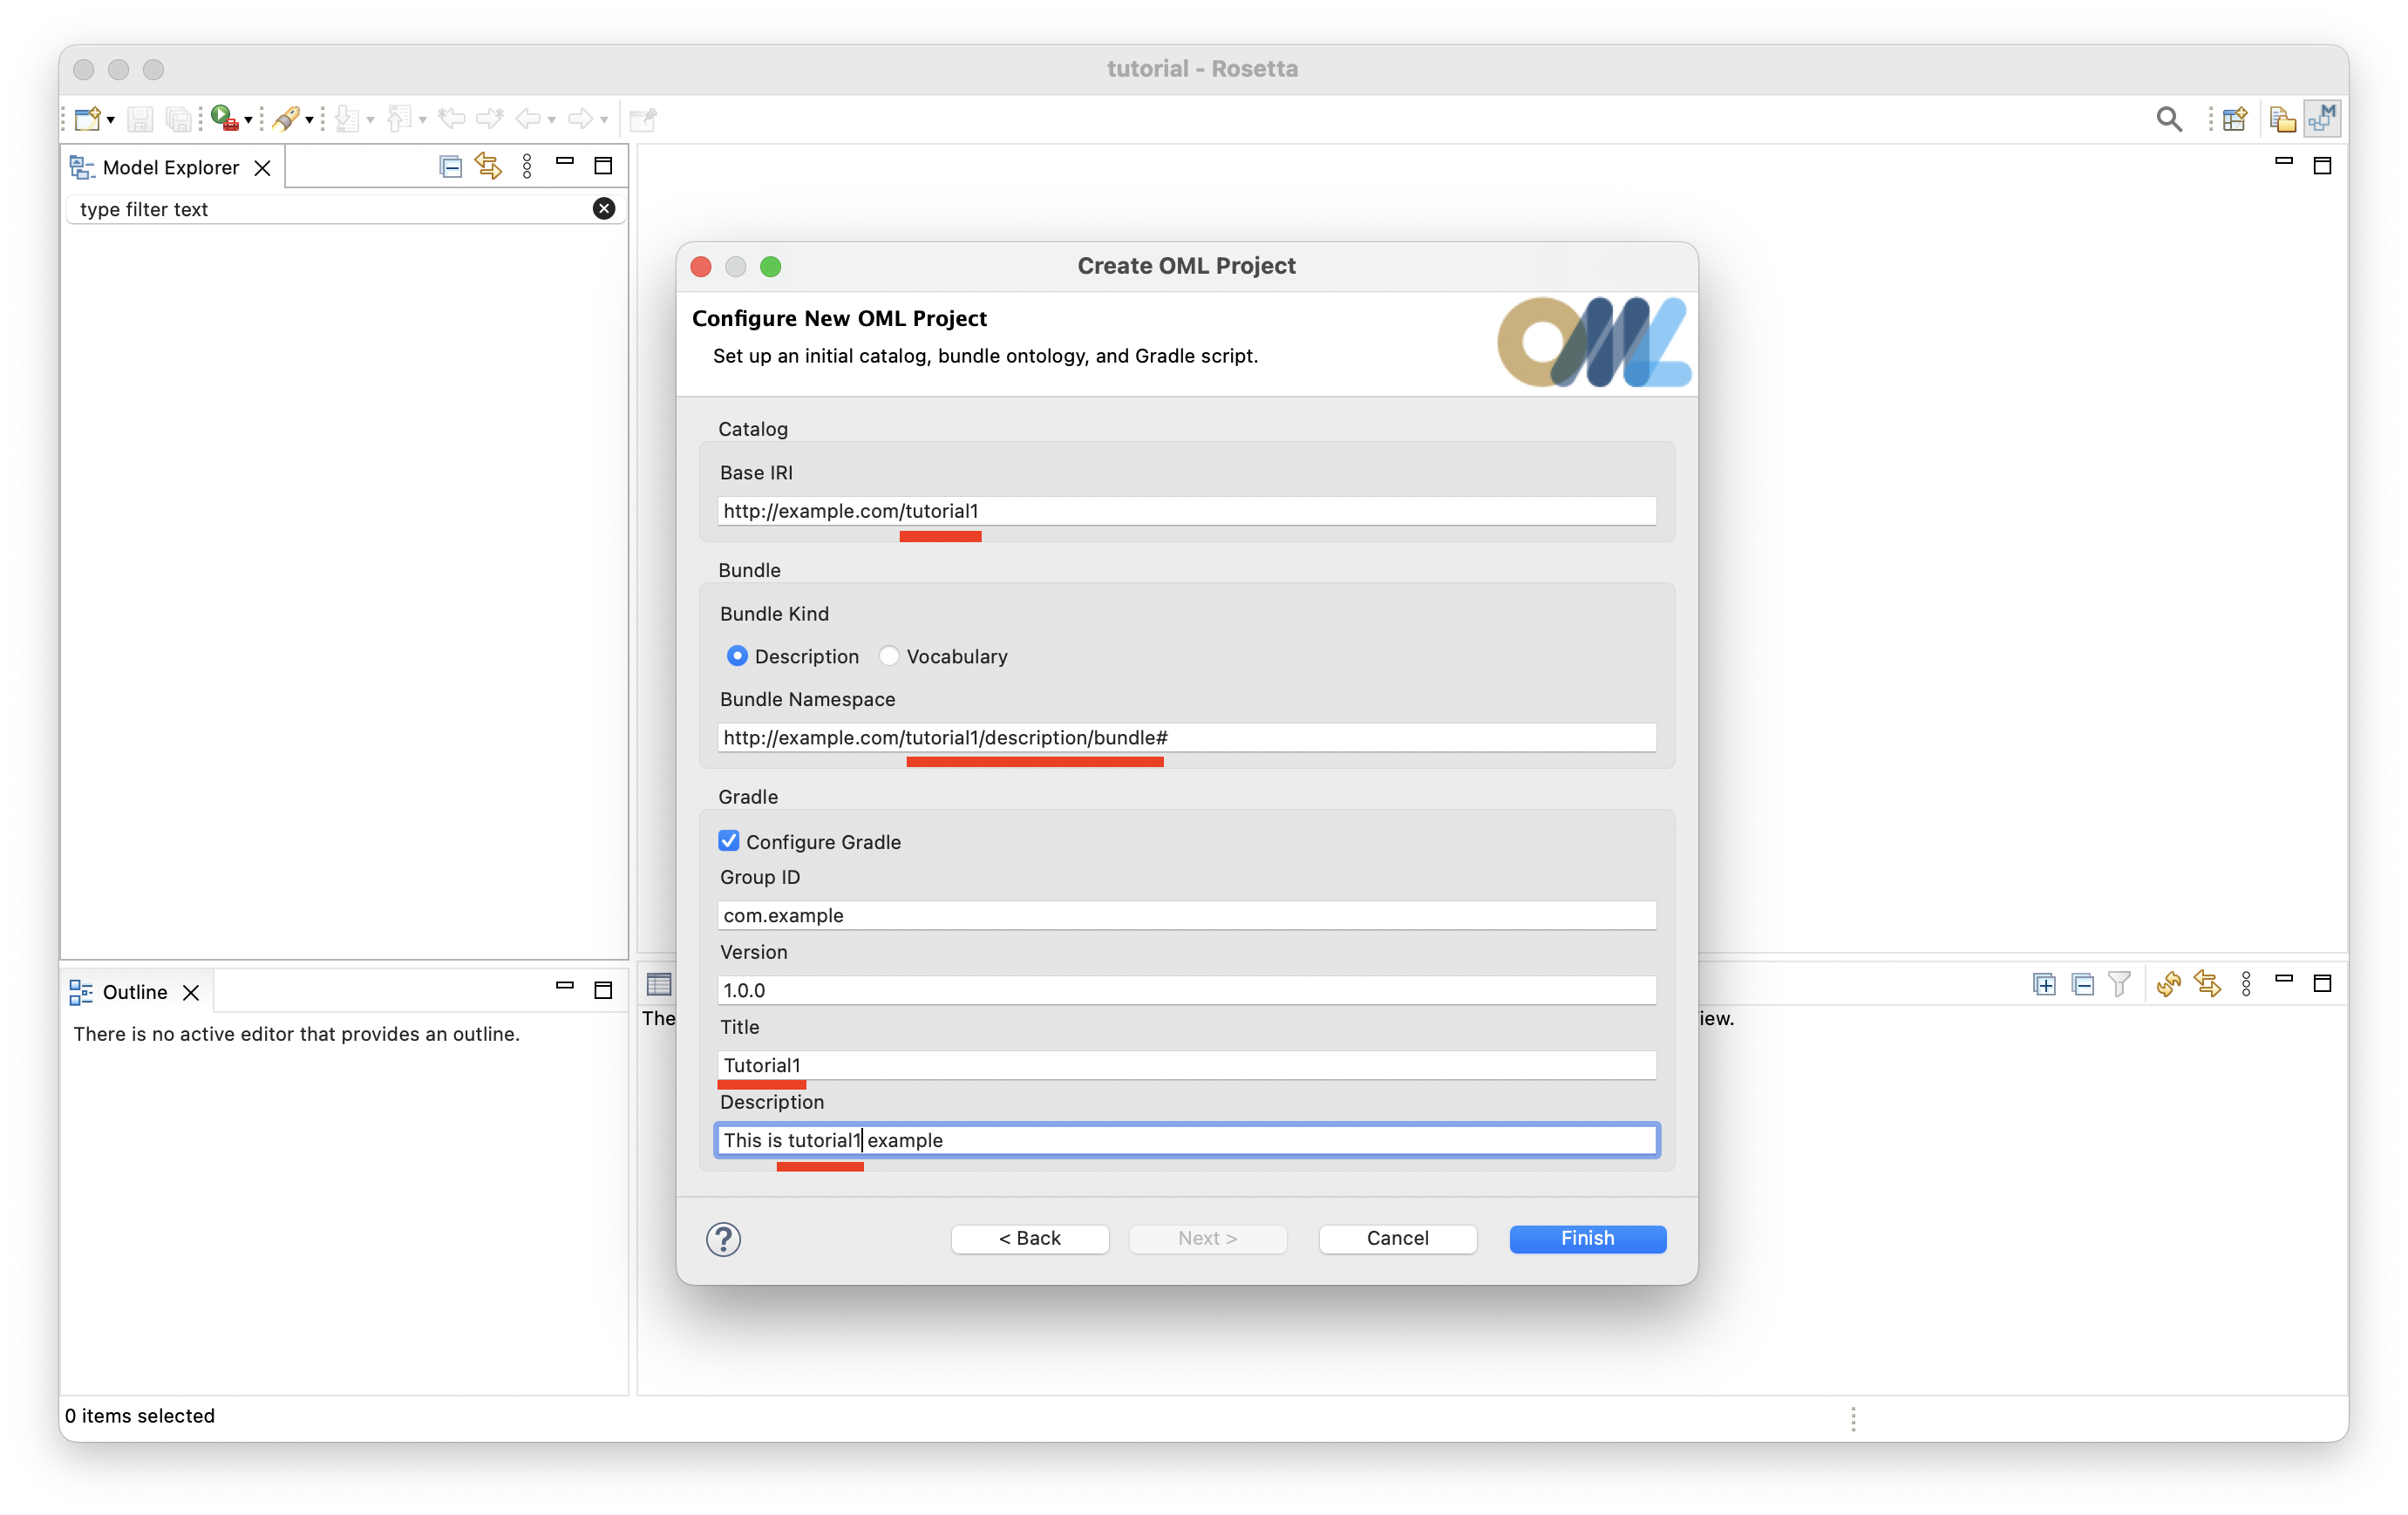 tutorial - Rosetta
Model Explorer
type filter text
Create OML Project
Configure New OML Project
Set up an initial catalog, bundle ontology, and Gradle script.
OML
Catalog
Base IRI
http://example.com/tutorial1
Bundle
Bundle Kind
Description Vocabulary
Bundle Namespace
http://example.com/tutorial1/description/bundle#
Gradle
Configure Gradle
Group ID
com.example
Version
1.0.0
Title
Tutorial1
Description
This is tutorial1 example
< Back Next > Cancel Finish
Outline
There is no active editor that provides an outline.
The
iew.
0 items selected